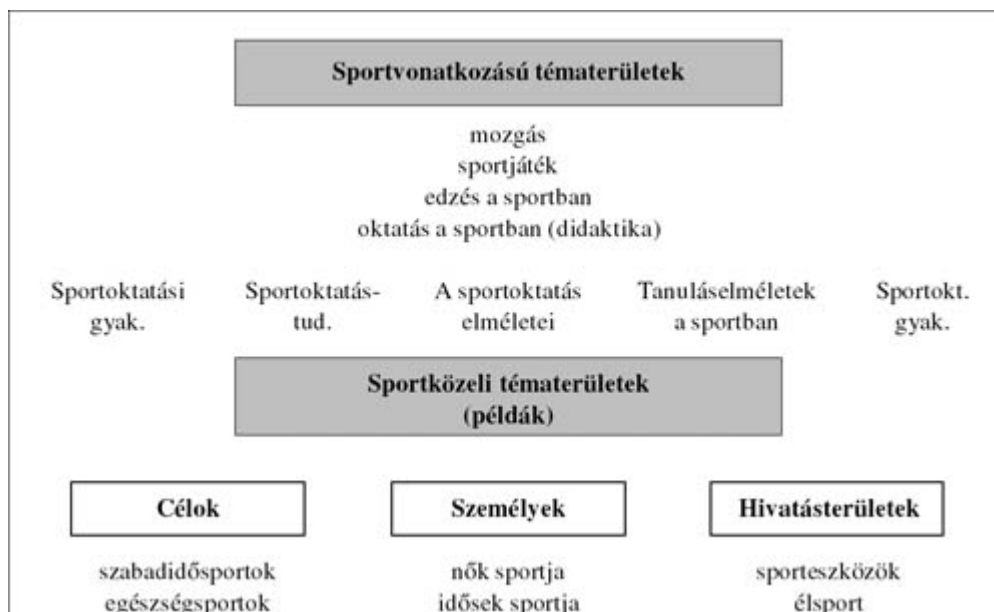 Sportvonatkozású tématerületek
mozgás
sportjáték
edzés a sportban
oktatás a sportban (didaktika)
Sportoktatási Sportoktatás- A sportoktatás Tanuláselméletek Sportokt.
gyak. tud. elméletei a sportban gyak.
Sportközeli tématerületek
(példák)
Célok Személyek Hivatásterületek
szabadidősportok nők sportja sporteszközök
egészségsportok idősek sportja élsport